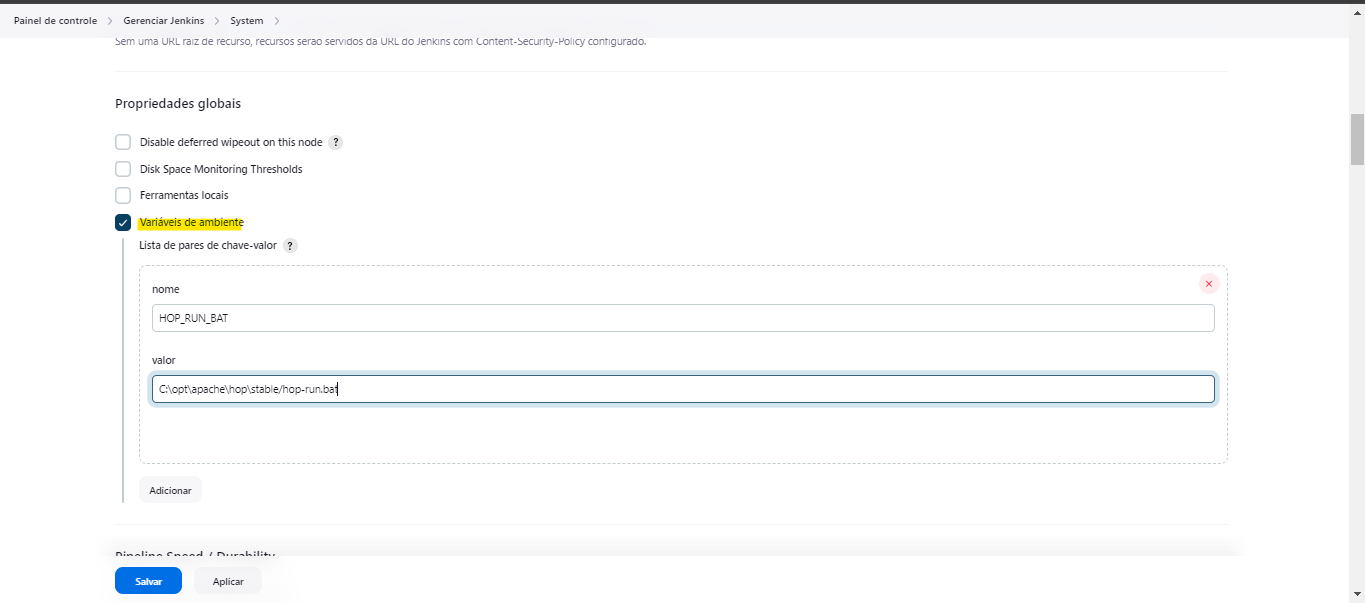 Painel de controle > Gerenciar Jenkins > System >
Sem uma URL raiz de recurso, recursos serão servidos da URL do Jenkins com Content-Security-Policy configurado.
Propriedades globais
Disable deferred wipeout on this node ?
Disk Space Monitoring Thresholds
Ferramentas locais
Variáveis de ambiente
Lista de pares de chave-valor ?
nome
HOP_RUN_BAT
valor
C:\opt\apache\hop\stable/hop-run.bat
Adicionar
Pipeline Speed / Durability
Salvar Aplicar